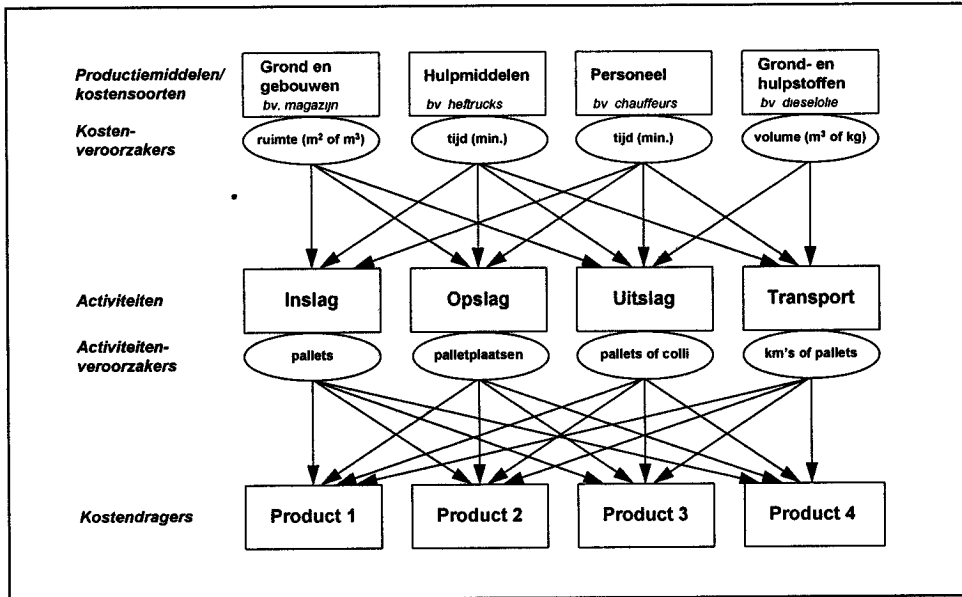 Productiemiddelen/
kostensoorten
Grond en
gebouwen
bv. magazijn
Hulpmiddelen
bv heftrucks
Personeel
bv chauffeurs
Grond- en
hulpstoffen
bv dieselolie
Kosten-
veroorzakers
ruimte (m² of m³)
tijd (min.)
tijd (min.)
volume (m³ of kg)
Activiteiten
Inslag
Opslag
Uitslag
Transport
Activiteiten-
veroorzakers
pallets
palletplaatsen
pallets of colli
km's of pallets
Kostendragers
Product 1
Product 2
Product 3
Product 4